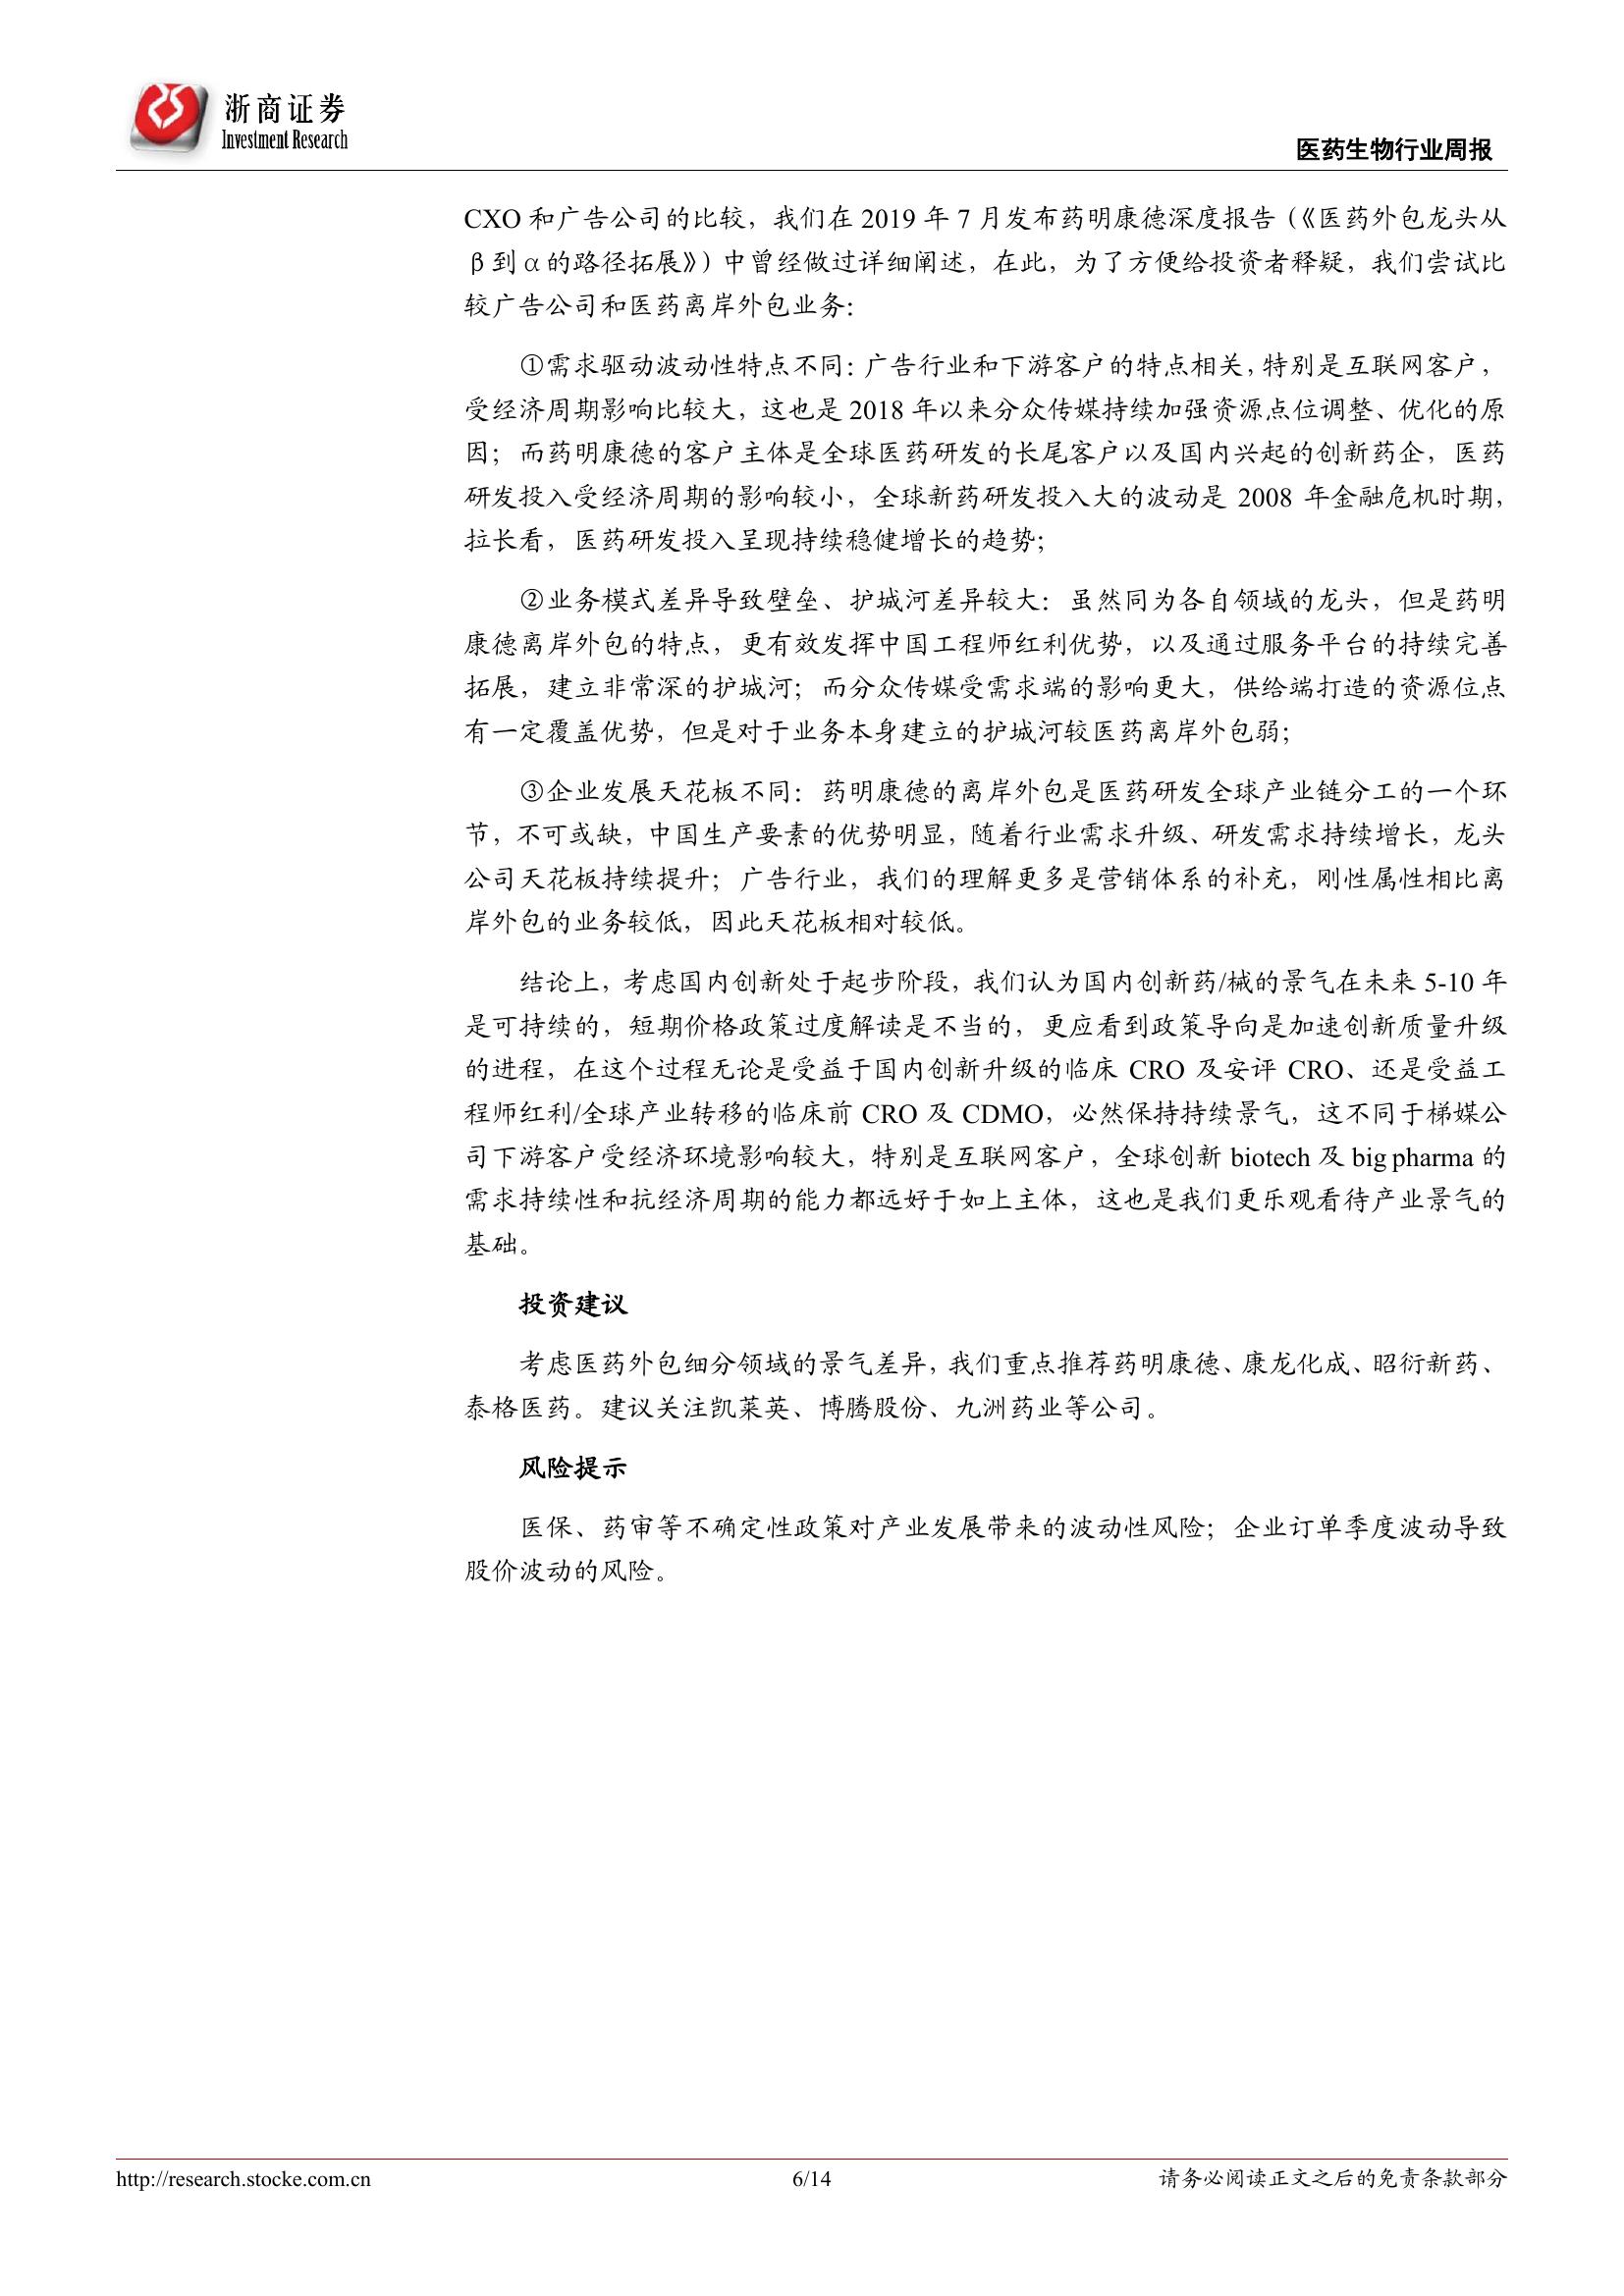 浙商证券
Investment Research
医药生物行业周报
CXO 和广告公司的比较，我们在 2019 年 7 月发布药明康德深度报告（《医药外包龙头从
β到α的路径拓展》）中曾经做过详细阐述，在此，为了方便给投资者释疑，我们尝试比
较广告公司和医药离岸外包业务：
①需求驱动波动性特点不同：广告行业和下游客户的特点相关，特别是互联网客户，
受经济周期影响比较大，这也是 2018 年以来分众传媒持续加强资源点位调整、优化的原
因；而药明康德的客户主体是全球医药研发的长尾客户以及国内兴起的创新药企，医药
研发投入受经济周期的影响较小，全球新药研发投入大的波动是 2008 年金融危机时期，
拉长看，医药研发投入呈现持续稳健增长的趋势；
②业务模式差异导致壁垒、护城河差异较大：虽然同为各自领域的龙头，但是药明
康德离岸外包的特点，更有效发挥中国工程师红利优势，以及通过服务平台的持续完善
拓展，建立非常深的护城河；而分众传媒受需求端的影响更大，供给端打造的资源位点
有一定覆盖优势，但是对于业务本身建立的护城河较医药离岸外包弱；
③企业发展天花板不同：药明康德的离岸外包是医药研发全球产业链分工的一个环
节，不可或缺，中国生产要素的优势明显，随着行业需求升级、研发需求持续增长，龙头
公司天花板持续提升；广告行业，我们的理解更多是营销体系的补充，刚性属性相比离
岸外包的业务较低，因此天花板相对较低。
结论上，考虑国内创新处于起步阶段，我们认为国内创新药/械的景气在未来 5-10 年
是可持续的，短期价格政策过度解读是不当的，更应看到政策导向是加速创新质量升级
的进程，在这个过程无论是受益于国内创新升级的临床 CRO 及安评 CRO、还是受益工
程师红利/全球产业转移的临床前 CRO 及 CDMO，必然保持持续景气，这不同于梯媒公
司下游客户受经济环境影响较大，特别是互联网客户，全球创新 biotech 及 big pharma 的
需求持续性和抗经济周期的能力都远好于如上主体，这也是我们更乐观看待产业景气的
基础。
投资建议
考虑医药外包细分领域的景气差异，我们重点推荐药明康德、康龙化成、昭衍新药、
泰格医药。建议关注凯莱英、博腾股份、九洲药业等公司。
风险提示
医保、药审等不确定性政策对产业发展带来的波动性风险；企业订单季度波动导致
股价波动的风险。
http://research.stocke.com.cn
6/14
请务必阅读正文之后的免责条款部分